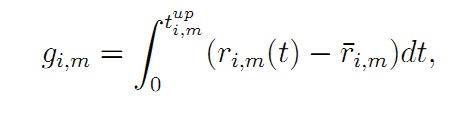 g_{i,m} = \int_{0}^{t_{i,m}^{up}} (r_{i,m}(t) - \bar{r}_{i,m})dt,